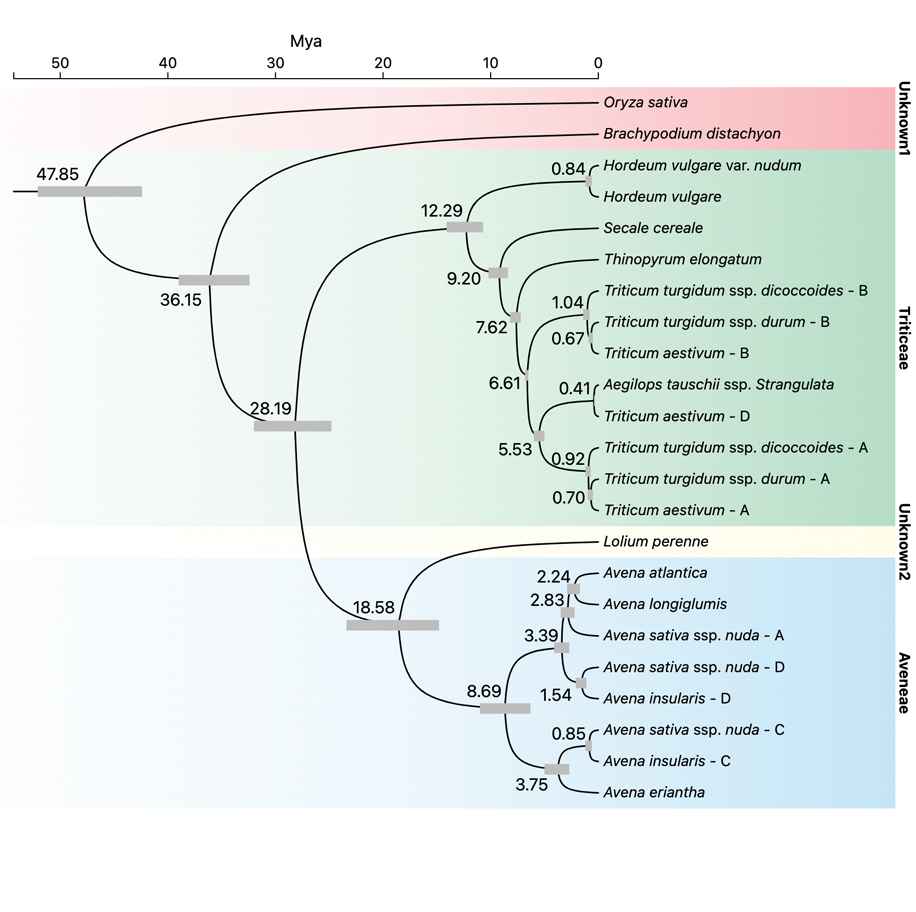 Mya
50 40 30 20 10 0
Oryza sativa
Brachypodium distachyon
Unknown1
47.85
0.84
Hordeum vulgare var. nudum
Hordeum vulgare
12.29
Secale cereale
9.20
Thinopyrum elongatum
36.15
Triticum turgidum ssp. dicoccoides - B
1.04
7.62
Triticum turgidum ssp. durum - B
0.67
Triticum aestivum - B
Triticeae
6.61
0.41
Aegilops tauschii ssp. Strangulata
28.19
Triticum aestivum - D
5.53
Triticum turgidum ssp. dicoccoides - A
0.92
Triticum turgidum ssp. durum - A
0.70
Triticum aestivum - A
Lolium perenne
Unknown2
2.24
Avena atlantica
2.83
Avena longiglumis
18.58
3.39
Avena sativa ssp. nuda - A
Avena sativa ssp. nuda - D
8.69
1.54
Avena insularis - D
Aveneae
0.85
Avena sativa ssp. nuda - C
Avena insularis - C
3.75
Avena eriantha